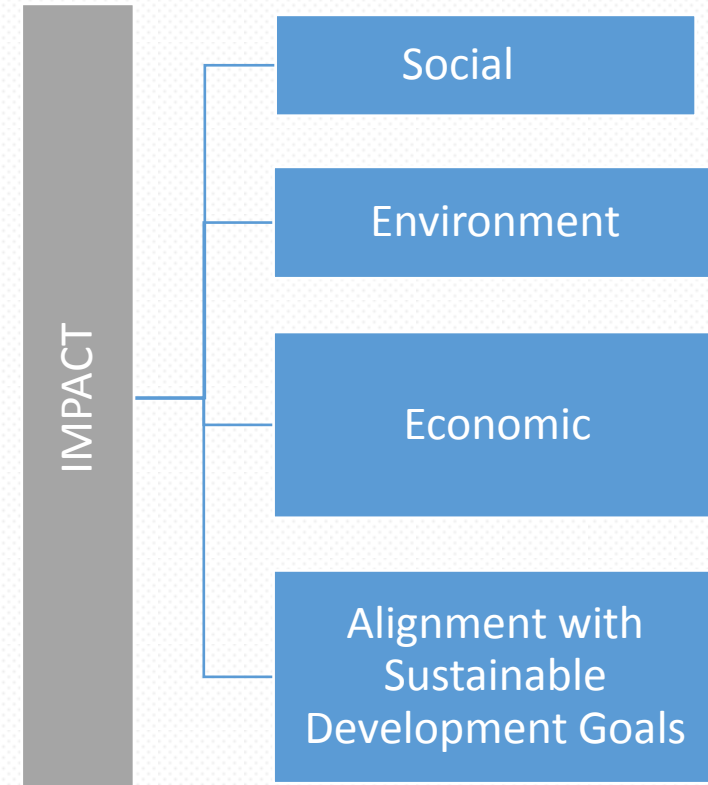 IMPACT
Social
Environment
Economic
Alignment with
Sustainable
Development Goals